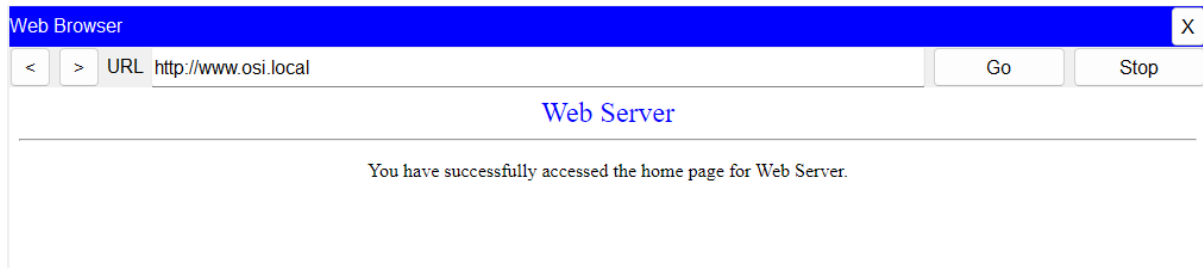 Web Browser X
< > URL http://www.osi.local Go Stop
Web Server
You have successfully accessed the home page for Web Server.